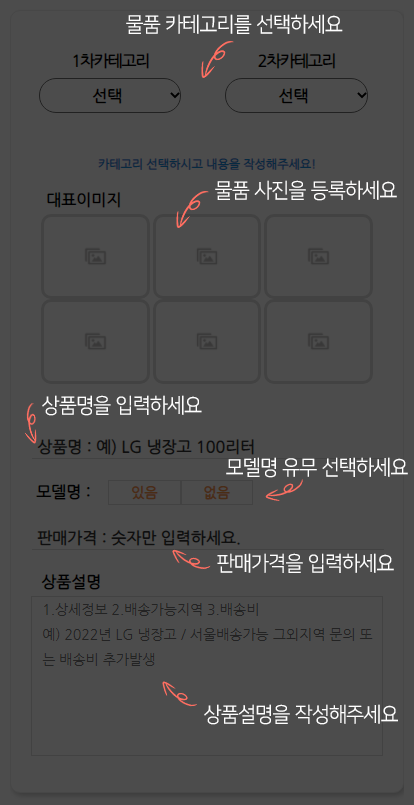 물품 카테고리를 선택하세요
1차카테고리 2차카테고리
선택 선택
카테고리 선택하시고 내용을 작성해주세요!
물품 사진을 등록하세요
대표이미지
상품명을 입력하세요
상품명 : 예) LG 냉장고 100리터
모델명 유무 선택하세요
모델명 : 있음 없음
판매가격 : 숫자만 입력하세요.
판매가격을 입력하세요
상품설명
1.상세정보 2.배송가능지역 3.배송비
예) 2022년 LG 냉장고 / 서울배송가능 그외지역 문의 또
는 배송비 추가발생
상품설명을 작성해주세요